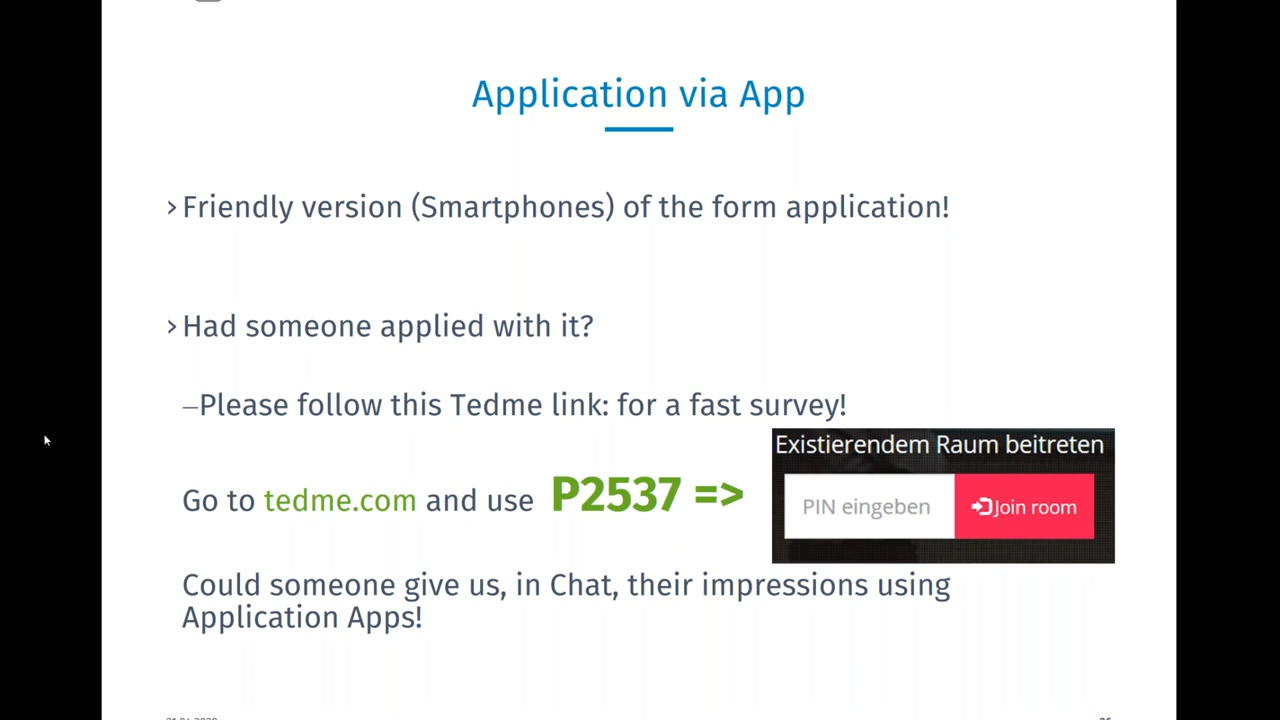 Application via App
› Friendly version (Smartphones) of the form application!
› Had someone applied with it?
–Please follow this Tedme link: for a fast survey!
Existierendem Raum beitreten
Go to tedme.com and use P2537 =>
PIN eingeben
Join room
Could someone give us, in Chat, their impressions using
Application Apps!